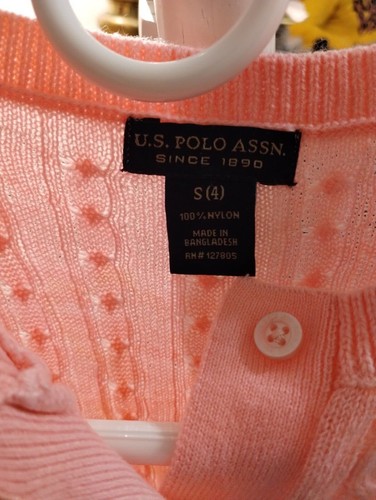 U.S. POLO ASSN.
SINCE 1890
S (4)
100% NYLON
MADE IN
BANGLADESH
RN# 127805